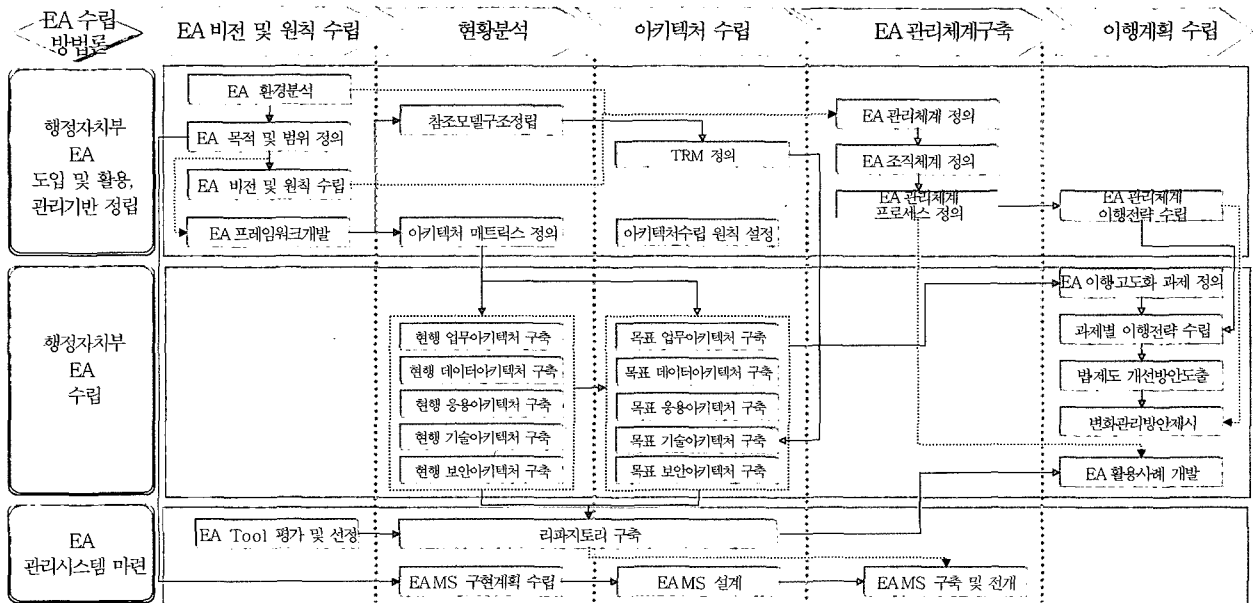 EA 수립
방법론
EA 비전 및 원칙 수립
현황분석
아키텍처 수립
EA 관리체계구축
이행계획 수립
행정자치부
EA
도입 및 활용,
관리기반 정립
EA 환경분석
EA 목적 및 범위 정의
EA 비전 및 원칙 수립
EA 프레임워크개발
참조모델구조정립
아키텍처 매트릭스 정의
TRM 정의
아키텍처수립 원칙 설정
EA 관리체계 정의
EA 조직체계 정의
EA 관리체계
프로세스 정의
EA 관리체계
이행전략 수립
행정자치부
EA
수립
현행 업무아키텍처 구축
현행 데이터아키텍처 구축
현행 응용아키텍처 구축
현행 기술아키텍처 구축
현행 보안아키텍처 구축
목표 업무아키텍처 구축
목표 데이터아키텍처 구축
목표 응용아키텍처 구축
목표 기술아키텍처 구축
목표 보안아키텍처 구축
EA 이행고도화 과제 정의
과제별 이행전략 수립
법제도 개선방안도출
변화관리방안제시
EA 활용사례 개발
EA
관리시스템 마련
EA Tool 평가 및 선정
리파지토리 구축
EAMS 구현계획 수립
EAMS 설계
EAMS 구축 및 전개